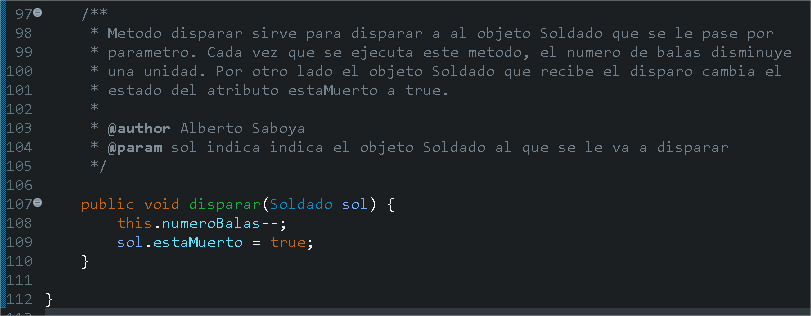 97 /**
98 * Metodo disparar sirve para disparar a al objeto Soldado que se le pase por
99 * parametro. Cada vez que se ejecuta este metodo, el numero de balas disminuye
100 * una unidad. Por otro lado el objeto Soldado que recibe el disparo cambia el
101 * estado del atributo estaMuerto a true.
102 *
103 * @author Alberto Saboya
104 * @param sol indica indica el objeto Soldado al que se le va a disparar
105 */
106
107 public void disparar(Soldado sol) {
108 this.numeroBalas--;
109 sol.estaMuerto = true;
110 }
111
112 }
113